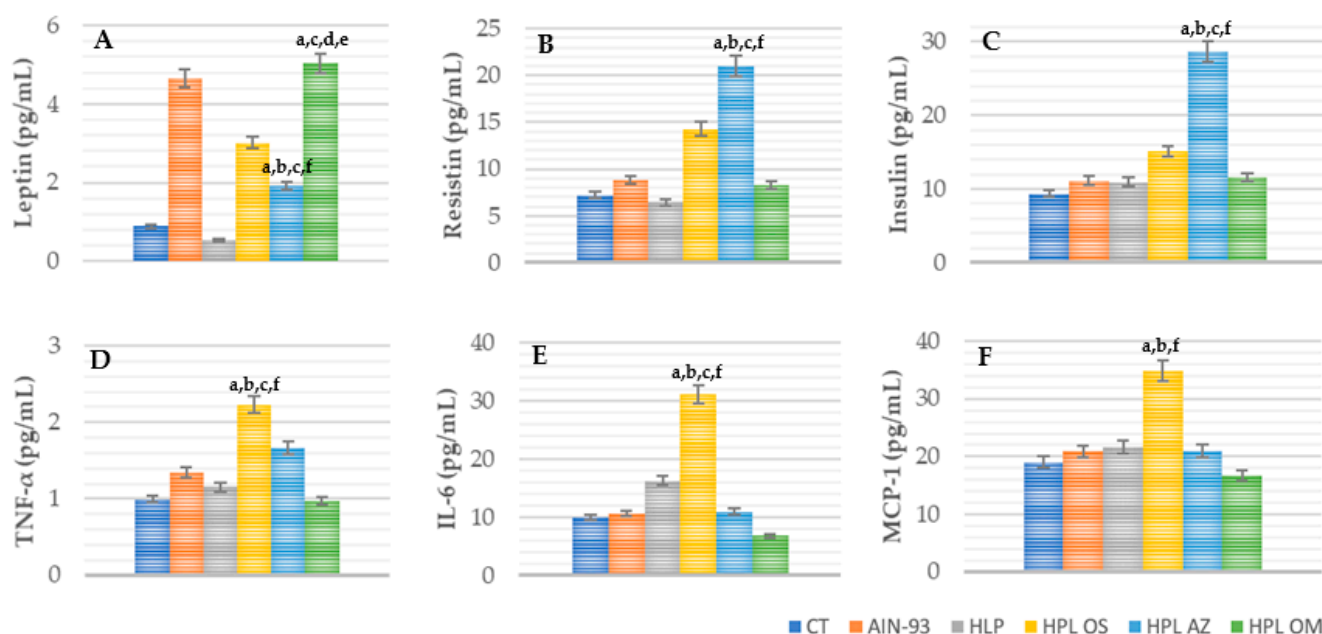 A
Leptin (pg/mL)
6
4
2
0
a,b,c,f
a,c,d,e
B
Resistin (pg/mL)
25
20
15
10
5
0
a,b,c,f
C
Insulin (pg/mL)
30
20
10
0
a,b,c,f
D
TNF-α (pg/mL)
3
2
1
0
a,b,c,f
E
IL-6 (pg/mL)
40
30
20
10
0
a,b,c,f
F
MCP-1 (pg/mL)
40
30
20
10
0
a,b,f
CT AIN-93 HLP HPL OS HPL AZ HPL OM